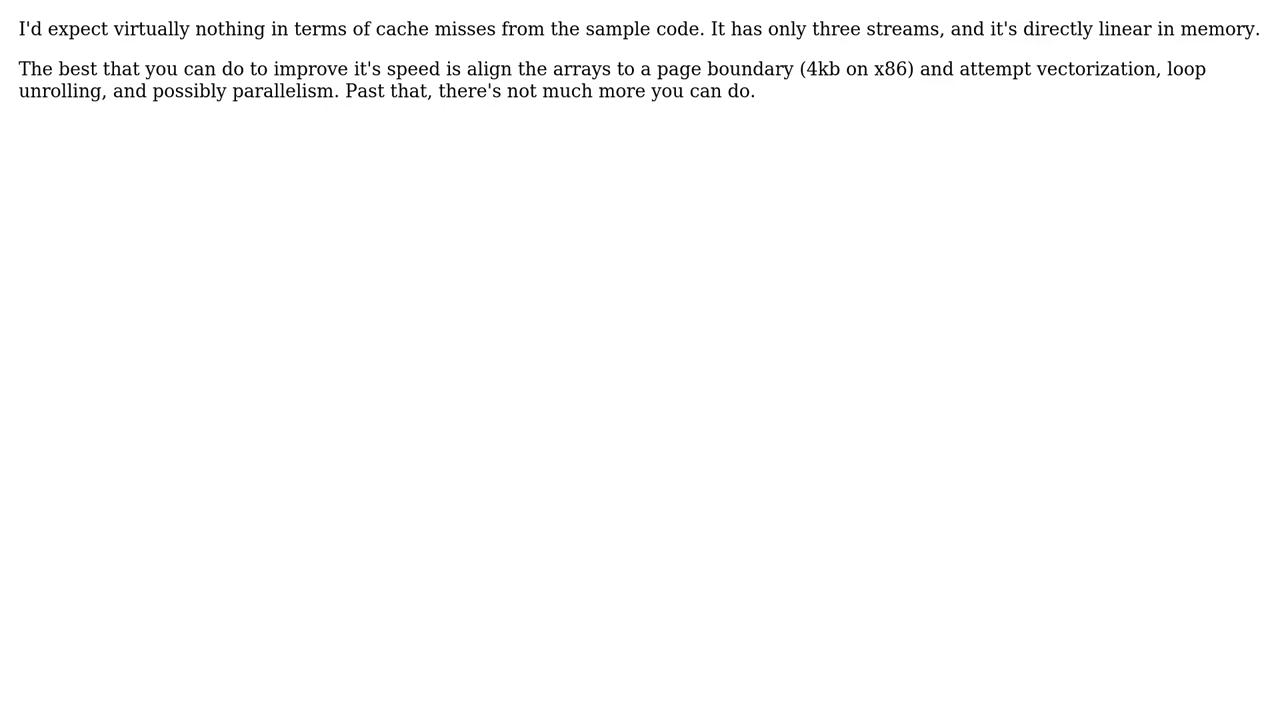 I'd expect virtually nothing in terms of cache misses from the sample code. It has only three streams, and it's directly linear in memory.
The best that you can do to improve it's speed is align the arrays to a page boundary (4kb on x86) and attempt vectorization, loop
unrolling, and possibly parallelism. Past that, there's not much more you can do.